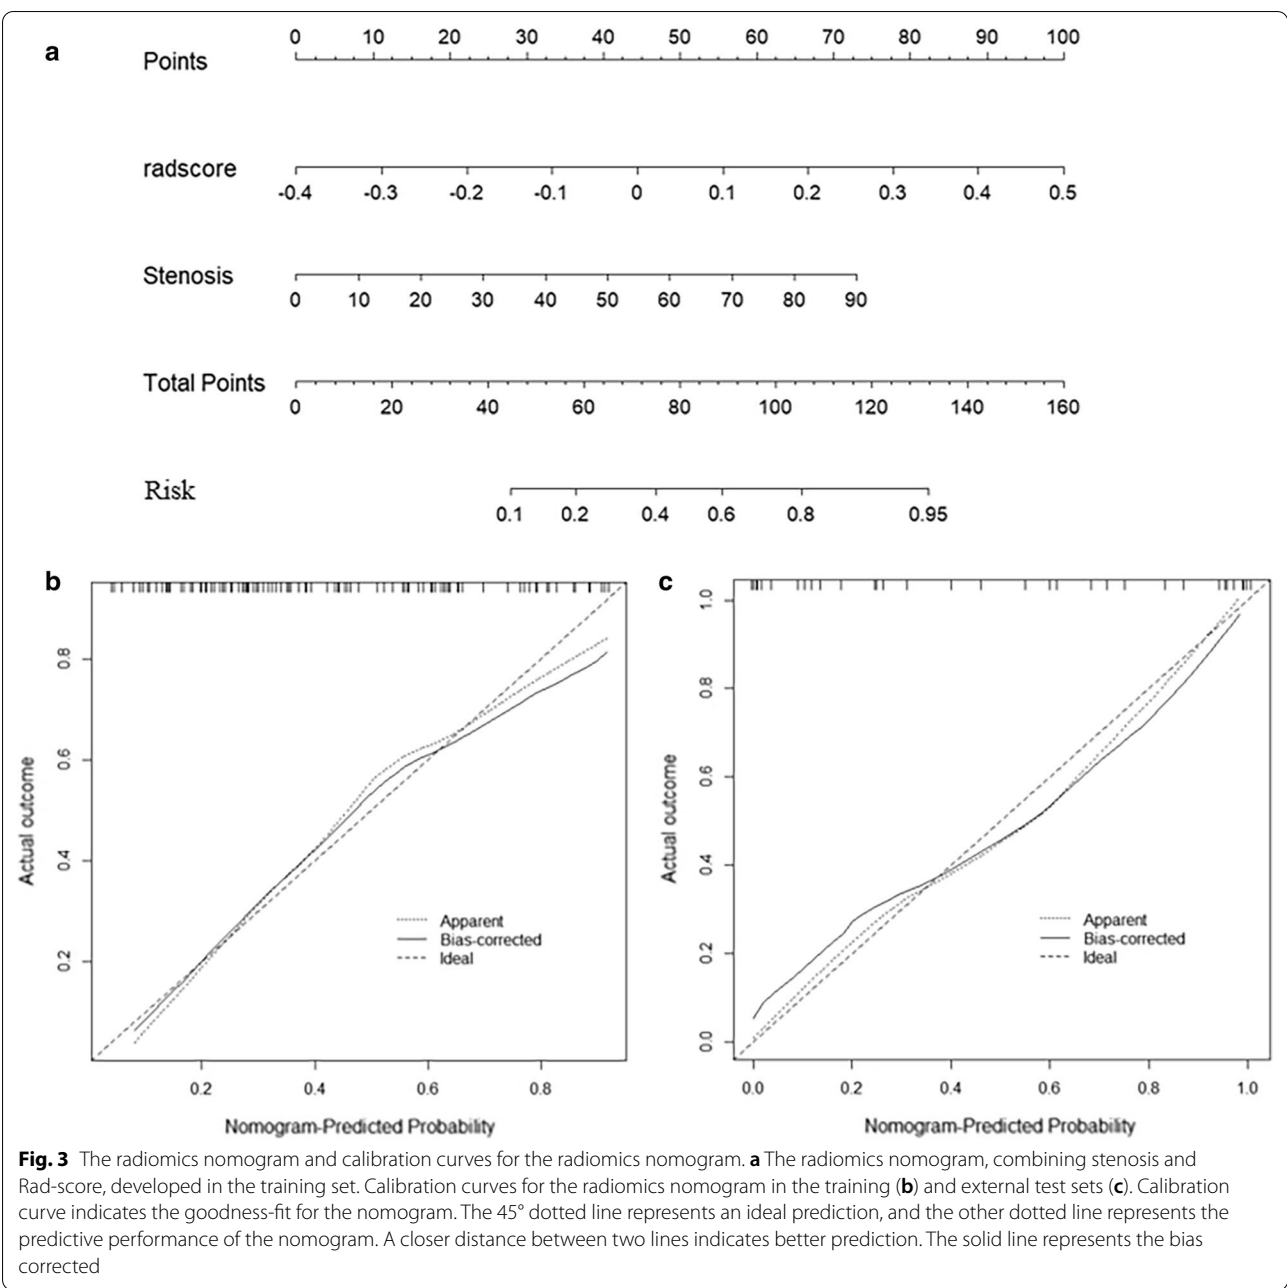 a
0 10 20 30 40 50 60 70 80 90 100
Points
radscore
-0.4 -0.3 -0.2 -0.1 0 0.1 0.2 0.3 0.4 0.5
Stenosis
0 10 20 30 40 50 60 70 80 90
Total Points
0 20 40 60 80 100 120 140 160
Risk
0.1 0.2 0.4 0.6 0.8 0.95
b
Actual outcome
0.8
0.6
0.4
0.2
Apparent
Bias-corrected
Ideal
0.2 0.4 0.6 0.8
Nomogram-Predicted Probability
c
Actual outcome
1.0
0.8
0.6
0.4
0.2
0.0
Apparent
Bias-corrected
Ideal
0.0 0.2 0.4 0.6 0.8 1.0
Nomogram-Predicted Probability
Fig. 3 The radiomics nomogram and calibration curves for the radiomics nomogram. a The radiomics nomogram, combining stenosis and
Rad-score, developed in the training set. Calibration curves for the radiomics nomogram in the training (b) and external test sets (c). Calibration
curve indicates the goodness-fit for the nomogram. The 45° dotted line represents an ideal prediction, and the other dotted line represents the
predictive performance of the nomogram. A closer distance between two lines indicates better prediction. The solid line represents the bias
corrected